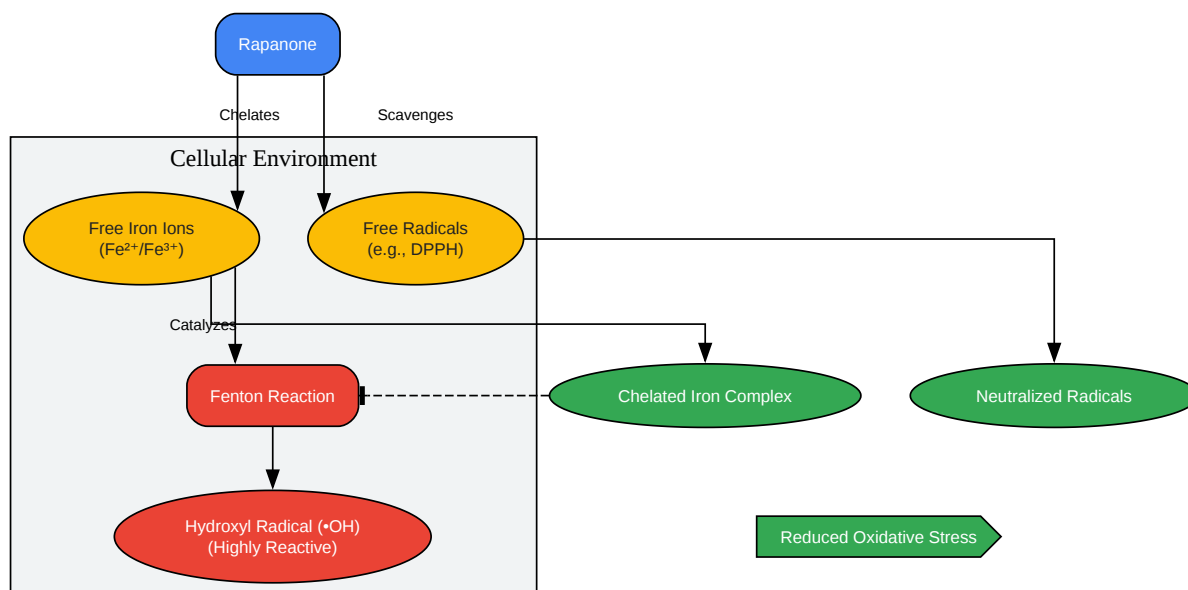 Rapanone
Chelates
Scavenges
Cellular Environment
Free Iron Ions
(Fe²⁺/Fe³⁺)
Free Radicals
(e.g., DPPH)
Catalyzes
Fenton Reaction
Chelated Iron Complex
Neutralized Radicals
Hydroxyl Radical (•OH)
(Highly Reactive)
Reduced Oxidative Stress